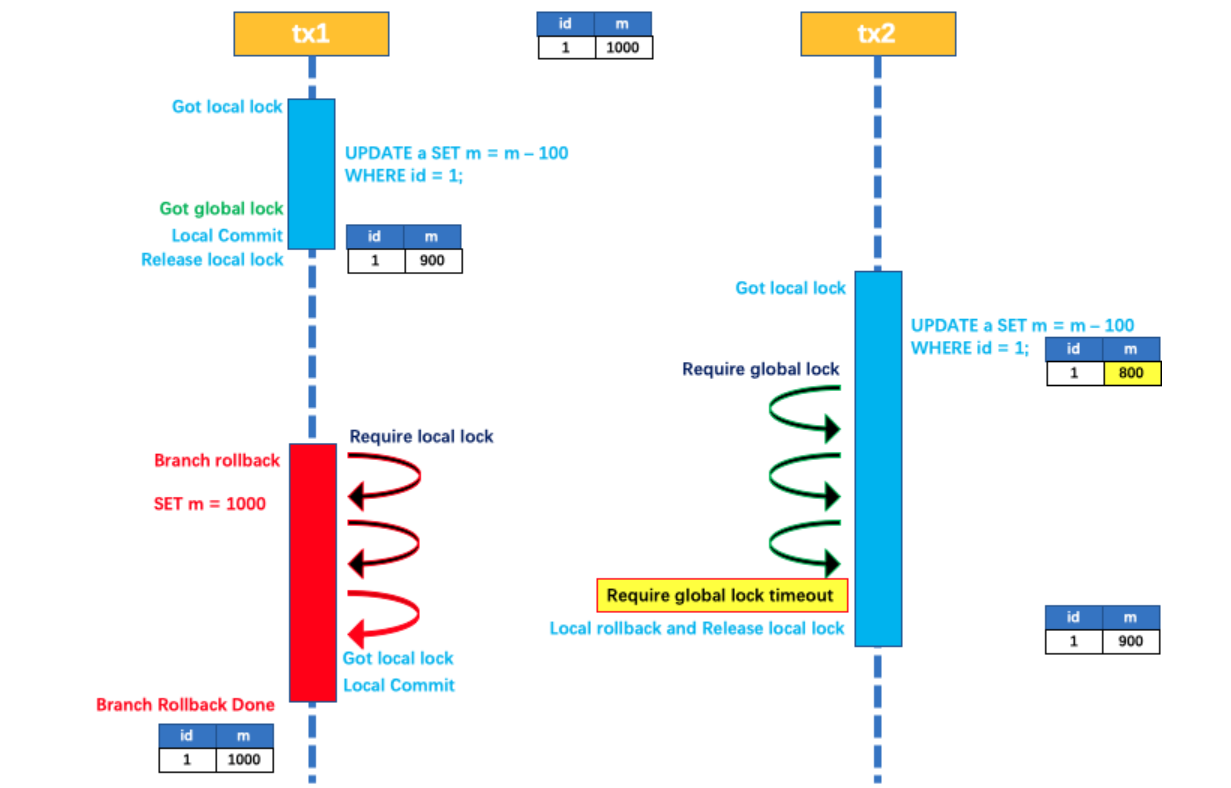 tx1
id m
1 1000
tx2
Got local lock
UPDATE a SET m = m – 100
WHERE id = 1;
Got global lock
Local Commit
Release local lock
id m
1 900
Got local lock
UPDATE a SET m = m – 100
WHERE id = 1;
id m
1 800
Require global lock
Require local lock
Branch rollback
SET m = 1000
Require global lock timeout
Local rollback and Release local lock
id m
1 900
Got local lock
Local Commit
Branch Rollback Done
id m
1 1000